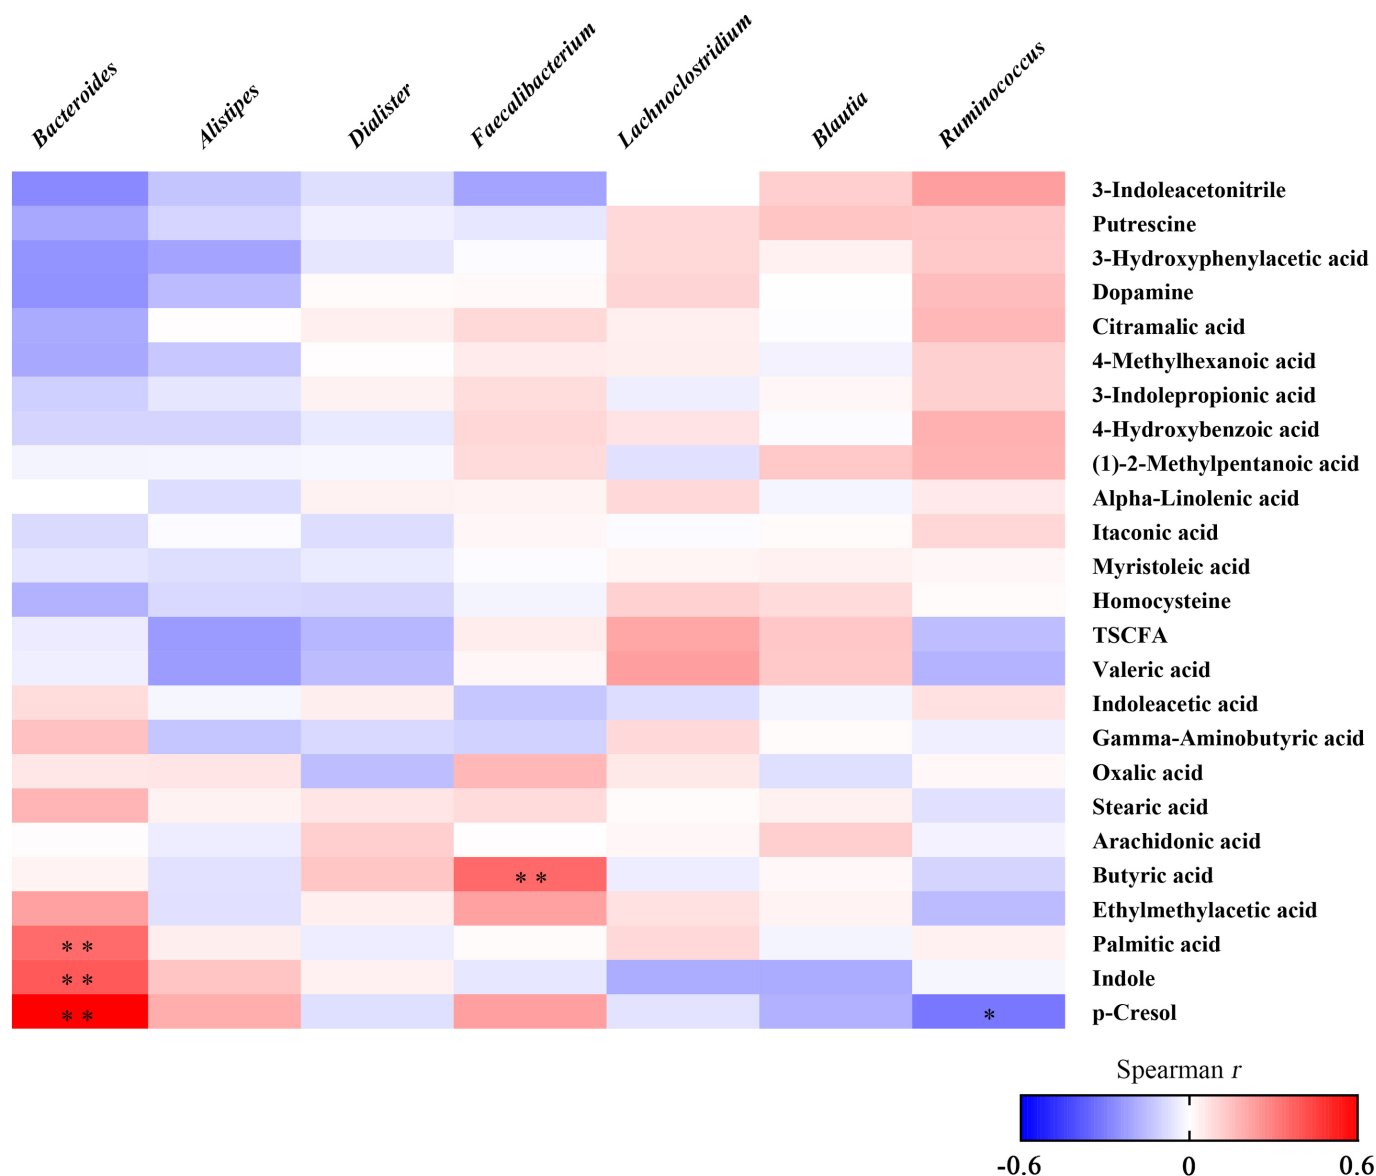 Bacteroides
Alistipes
Dialister
Faecalibacterium
Lachnoclostridium
Blautia
Ruminococcus
3-Indoleacetonitrile
Putrescine
3-Hydroxyphenylacetic acid
Dopamine
Citramalic acid
4-Methylhexanoic acid
3-Indolepropionic acid
4-Hydroxybenzoic acid
(1)-2-Methylpentanoic acid
Alpha-Linolenic acid
Itaconic acid
Myristoleic acid
Homocysteine
TSCFA
Valeric acid
Indoleacetic acid
Gamma-Aminobutyric acid
Oxalic acid
Stearic acid
Arachidonic acid
** Butyric acid
Ethylmethylacetic acid
** Palmitic acid
** Indole
** * p-Cresol
Spearman r
-0.6 0 0.6